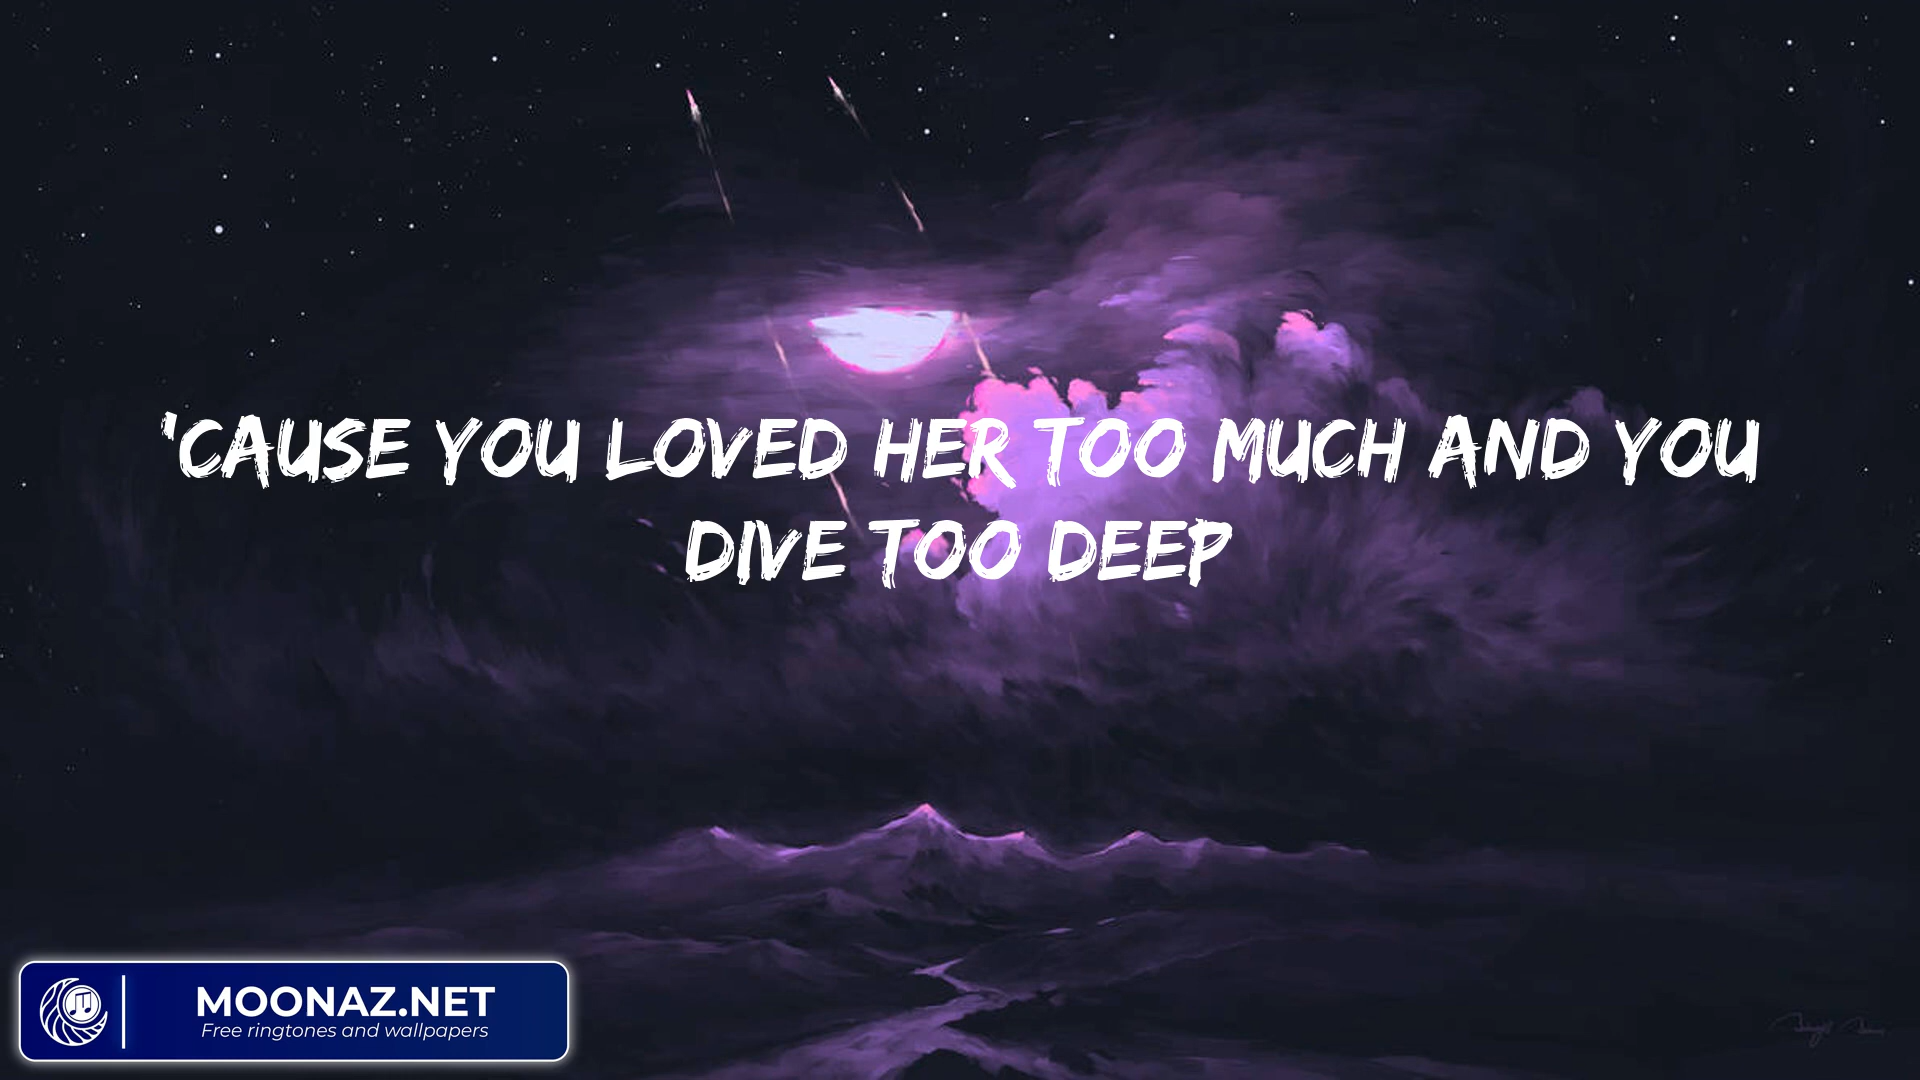 'CAUSE YOU LOVED HER TOO MUCH AND YOU
DIVE TOO DEEP
MOONAZ.NET
Free ringtones and wallpapers